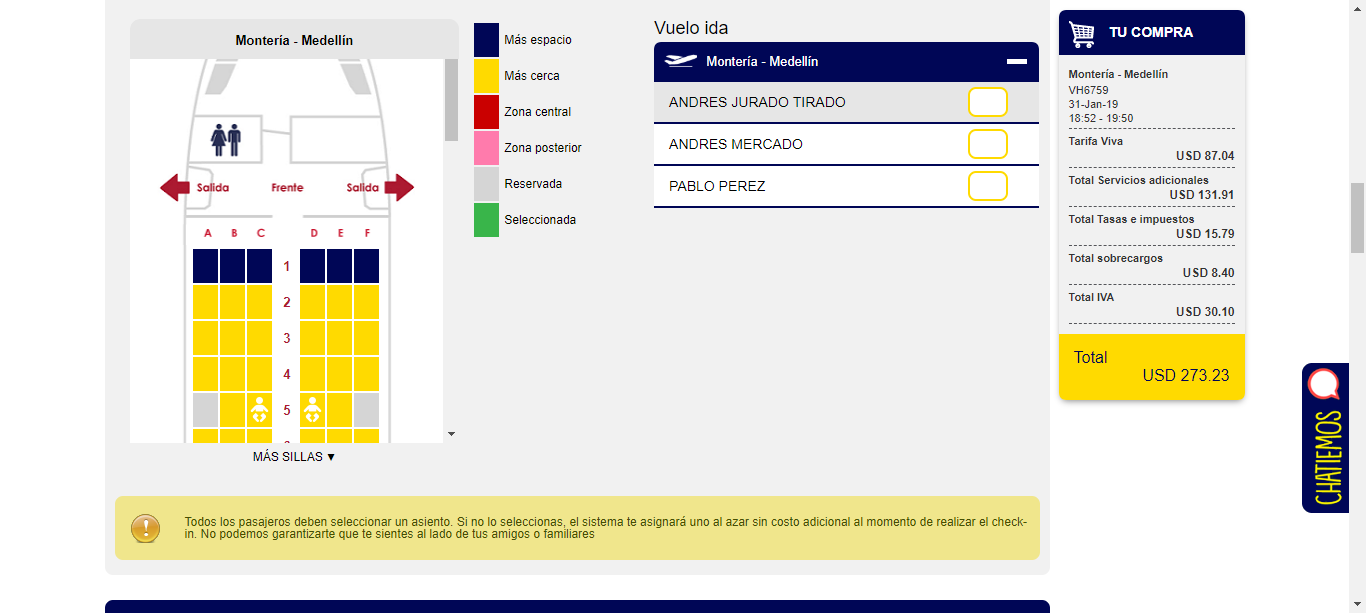 Montería - Medellín
Salida Frente Salida
A B C D E F
1
2
3
4
5
MÁS SILLAS ▼
Más espacio
Más cerca
Zona central
Zona posterior
Reservada
Seleccionada
Vuelo ida
Montería - Medellín
ANDRES JURADO TIRADO
ANDRES MERCADO
PABLO PEREZ
Todos los pasajeros deben seleccionar un asiento. Si no lo seleccionas, el sistema te asignará uno al azar sin costo adicional al momento de realizar el check-
in. No podemos garantizarte que te sientes al lado de tus amigos o familiares
TU COMPRA
Montería - Medellín
VH6759
31-Jan-19
18:52 - 19:50
Tarifa Viva
USD 87.04
Total Servicios adicionales
USD 131.91
Total Tasas e impuestos
USD 15.79
Total sobrecargos
USD 8.40
Total IVA
USD 30.10
Total
USD 273.23
CHATIEMOS